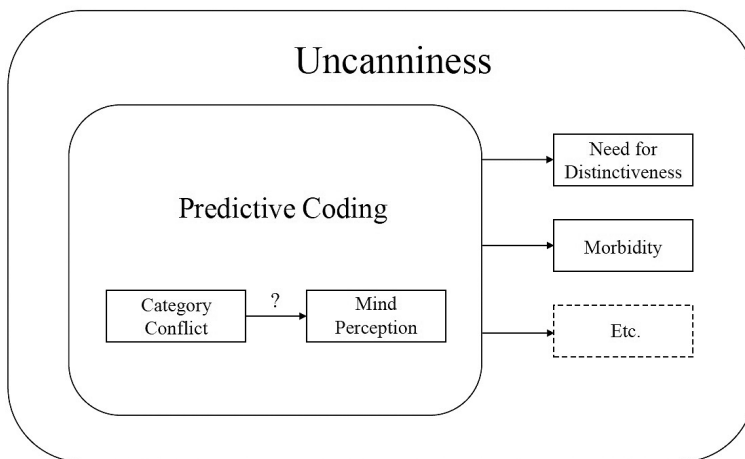 Uncanniness
Predictive Coding
Category
Conflict
?
Mind
Perception
Need for
Distinctiveness
Morbidity
Etc.